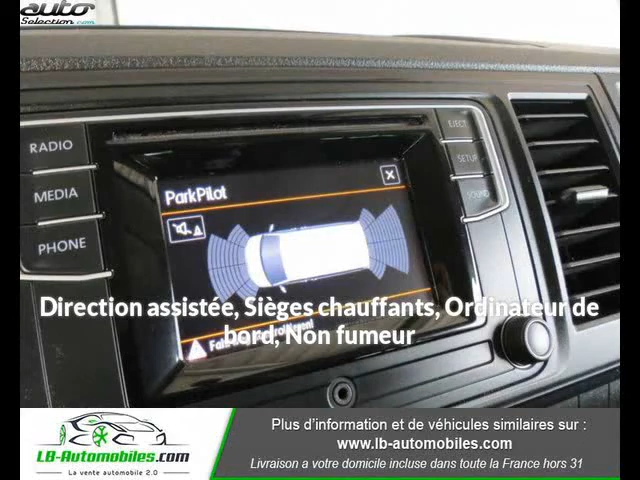 auto
Selection.com
RADIO
MEDIA
PHONE
EJECT
SETUP
SOUND
ParkPilot
X
Direction assistée, Sièges chauffants, Ordinateur de
bord, Non fumeur
LB-Automobiles.com
La vente automobile 2.0
Plus d'information et de véhicules similaires sur :
www.lb-automobiles.com
Livraison a votre domicile incluse dans toute la France hors 31